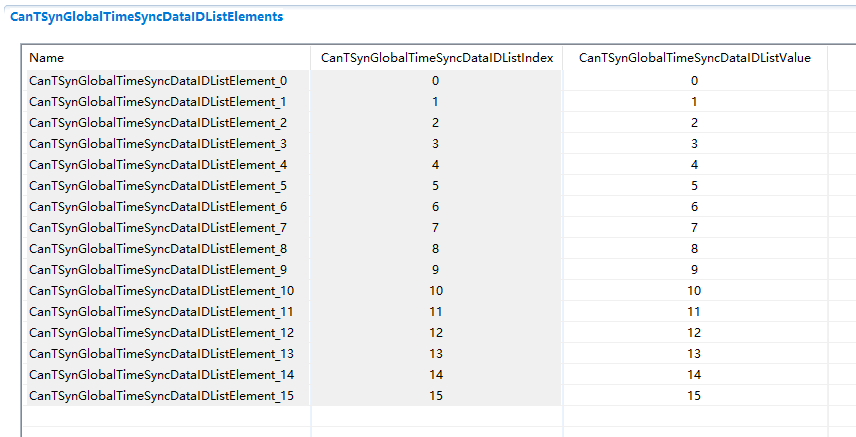 CanTSynGlobalTimeSyncDataIDListElements
Name CanTSynGlobalTimeSyncDataIDListIndex CanTSynGlobalTimeSyncDataIDListValue
CanTSynGlobalTimeSyncDataIDListElement_0 0 0
CanTSynGlobalTimeSyncDataIDListElement_1 1 1
CanTSynGlobalTimeSyncDataIDListElement_2 2 2
CanTSynGlobalTimeSyncDataIDListElement_3 3 3
CanTSynGlobalTimeSyncDataIDListElement_4 4 4
CanTSynGlobalTimeSyncDataIDListElement_5 5 5
CanTSynGlobalTimeSyncDataIDListElement_6 6 6
CanTSynGlobalTimeSyncDataIDListElement_7 7 7
CanTSynGlobalTimeSyncDataIDListElement_8 8 8
CanTSynGlobalTimeSyncDataIDListElement_9 9 9
CanTSynGlobalTimeSyncDataIDListElement_10 10 10
CanTSynGlobalTimeSyncDataIDListElement_11 11 11
CanTSynGlobalTimeSyncDataIDListElement_12 12 12
CanTSynGlobalTimeSyncDataIDListElement_13 13 13
CanTSynGlobalTimeSyncDataIDListElement_14 14 14
CanTSynGlobalTimeSyncDataIDListElement_15 15 15